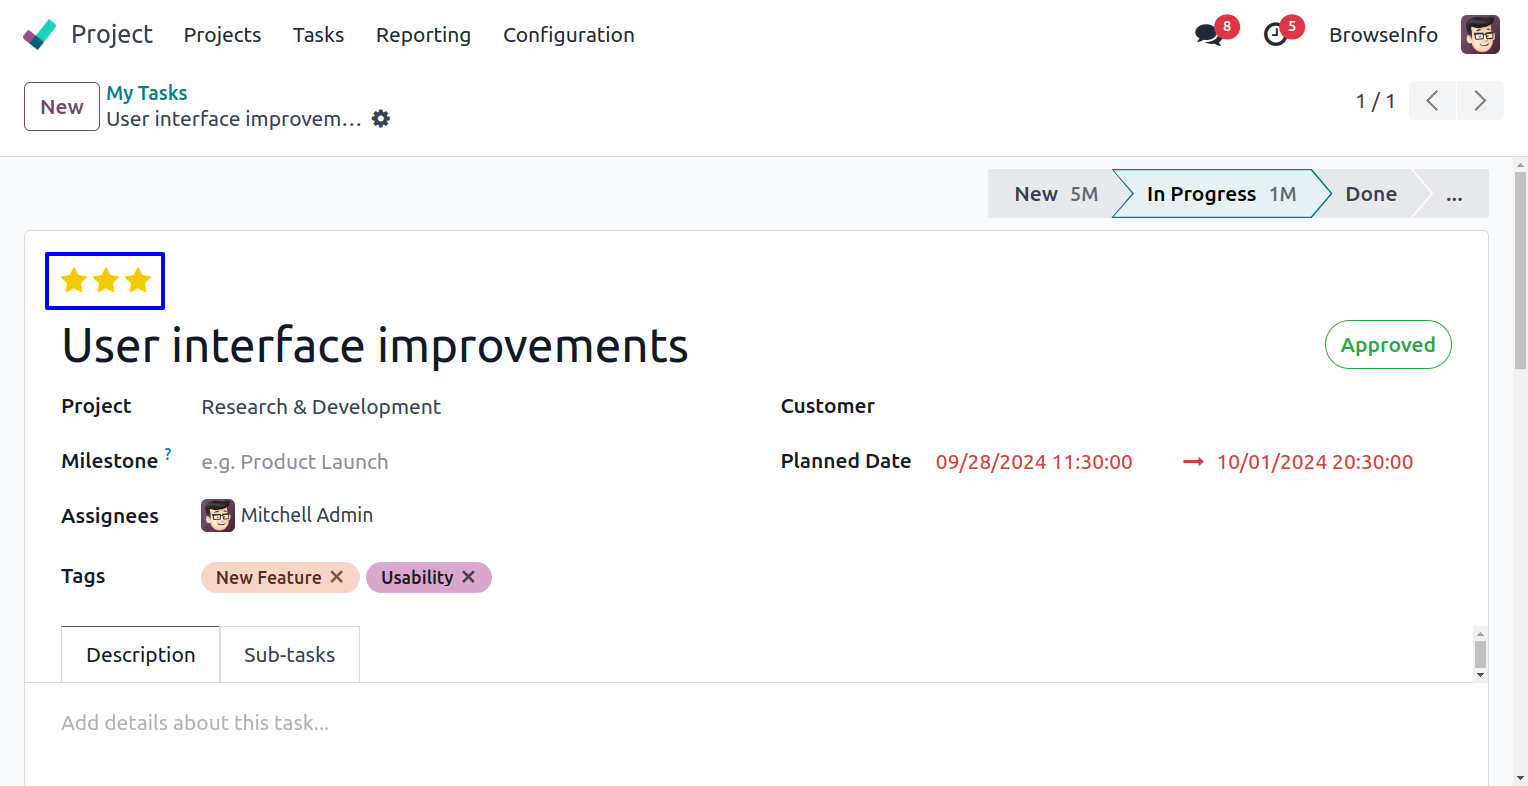 Project Projects Tasks Reporting Configuration 8 5 BrowseInfo
New My Tasks 1 / 1
User interface improvem...
New 5M In Progress 1M Done ...
User interface improvements Approved
Project Research & Development Customer
Milestone ? e.g. Product Launch Planned Date 09/28/2024 11:30:00 → 10/01/2024 20:30:00
Assignees Mitchell Admin
Tags New Feature ✕ Usability ✕
Description Sub-tasks
Add details about this task...